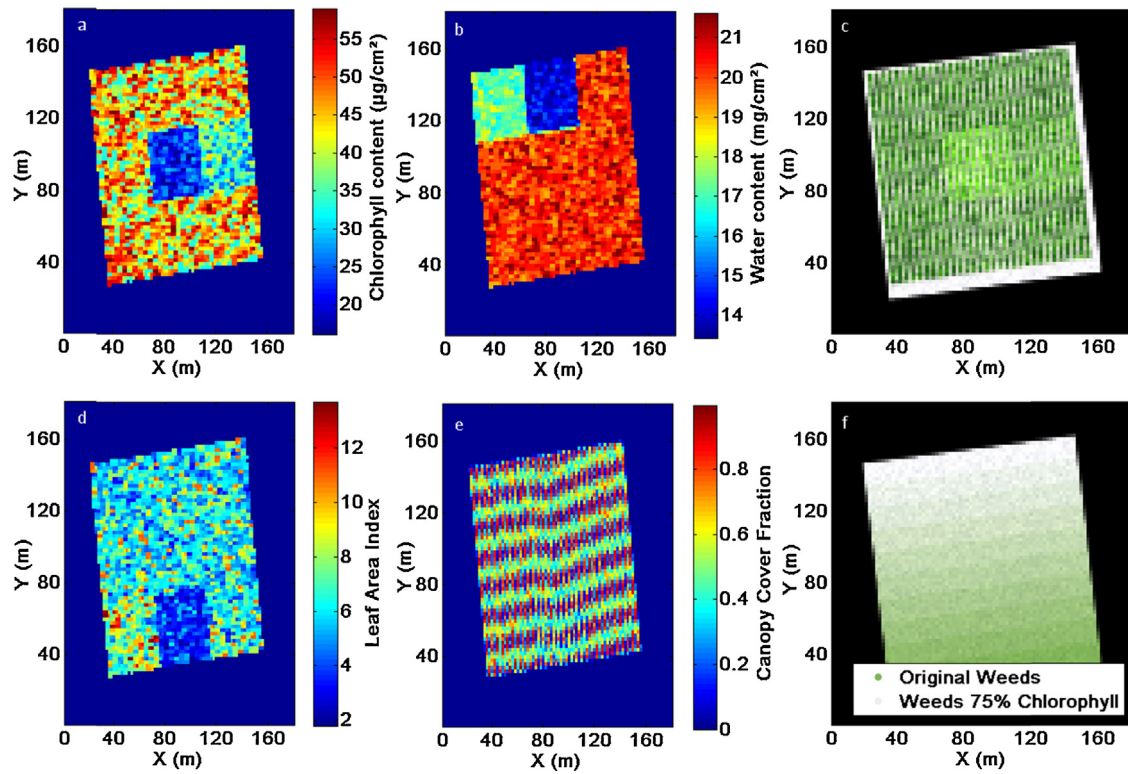 a
160
120
80
40
Y (m)
0 40 80 120 160
X (m)
55
50
45
40
35
30
25
20
Chlorophyll content (µg/cm²)
b
160
120
80
40
Y (m)
0 40 80 120 160
X (m)
21
20
19
18
17
16
15
14
Water content (mg/cm²)
c
160
120
80
40
Y (m)
0 40 80 120 160
X (m)
d
160
120
80
40
Y (m)
0 40 80 120 160
X (m)
12
10
8
6
4
2
Leaf Area Index
e
160
120
80
40
Y (m)
0 40 80 120 160
X (m)
0.8
0.6
0.4
0.2
0
Canopy Cover Fraction
f
160
120
80
40
Y (m)
0 40 80 120 160
X (m)
Original Weeds
Weeds 75% Chlorophyll